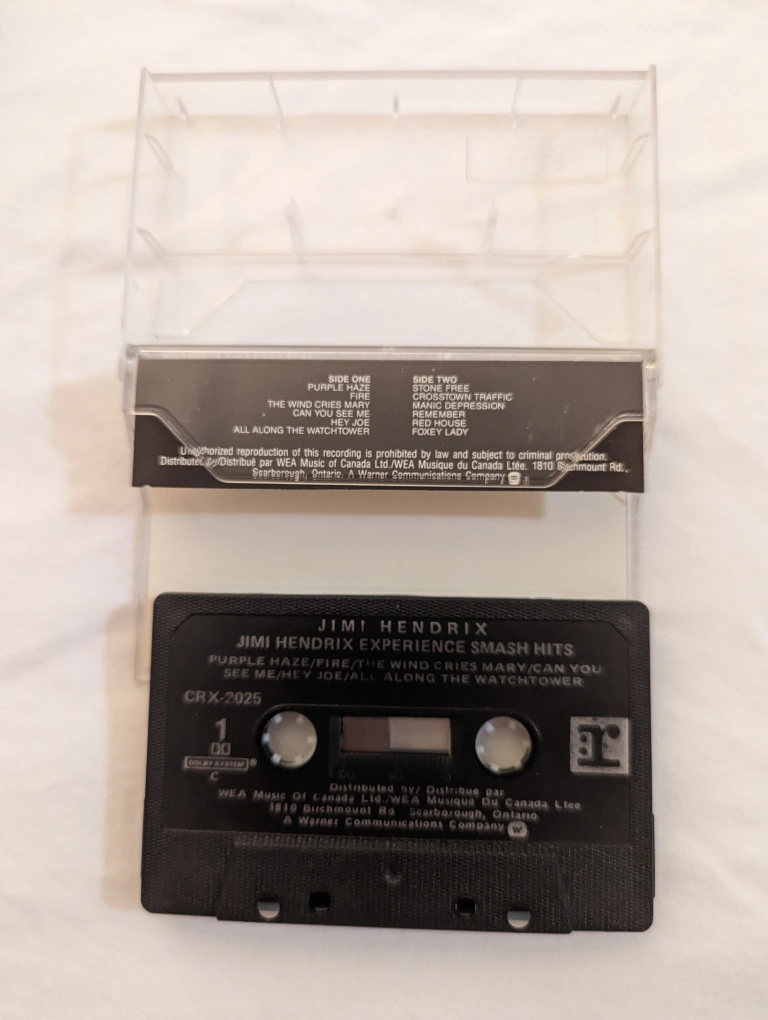 SIDE ONE
PURPLE HAZE
FIRE
THE WIND CRIES MARY
CAN YOU SEE ME
HEY JOE
ALL ALONG THE WATCHTOWER
SIDE TWO
STONE FREE
CROSSTOWN TRAFFIC
MANIC DEPRESSION
REMEMBER
RED HOUSE
FOXEY LADY
Unauthorized reproduction of this recording is prohibited by law and subject to criminal prosecution.
Distributed by/Distribué par WEA Music of Canada Ltd./WEA Musique du Canada Ltée. 1810 Birchmount Rd.,
Scarborough, Ontario. A Warner Communications Company
JIMI HENDRIX
JIMI HENDRIX EXPERIENCE SMASH HITS
PURPLE HAZE/FIRE/THE WIND CRIES MARY/CAN YOU
SEE ME/HEY JOE/ALL ALONG THE WATCHTOWER
CRX-2025
1
DOLBY SYSTEM®
C
r
100 50 0
Distributed by/ Distribue par
WEA Music Of Canada Ltd./WEA Musique Du Canada Ltee
1810 Birchmount Rd Scarborough, Ontario
A Warner Communications Company